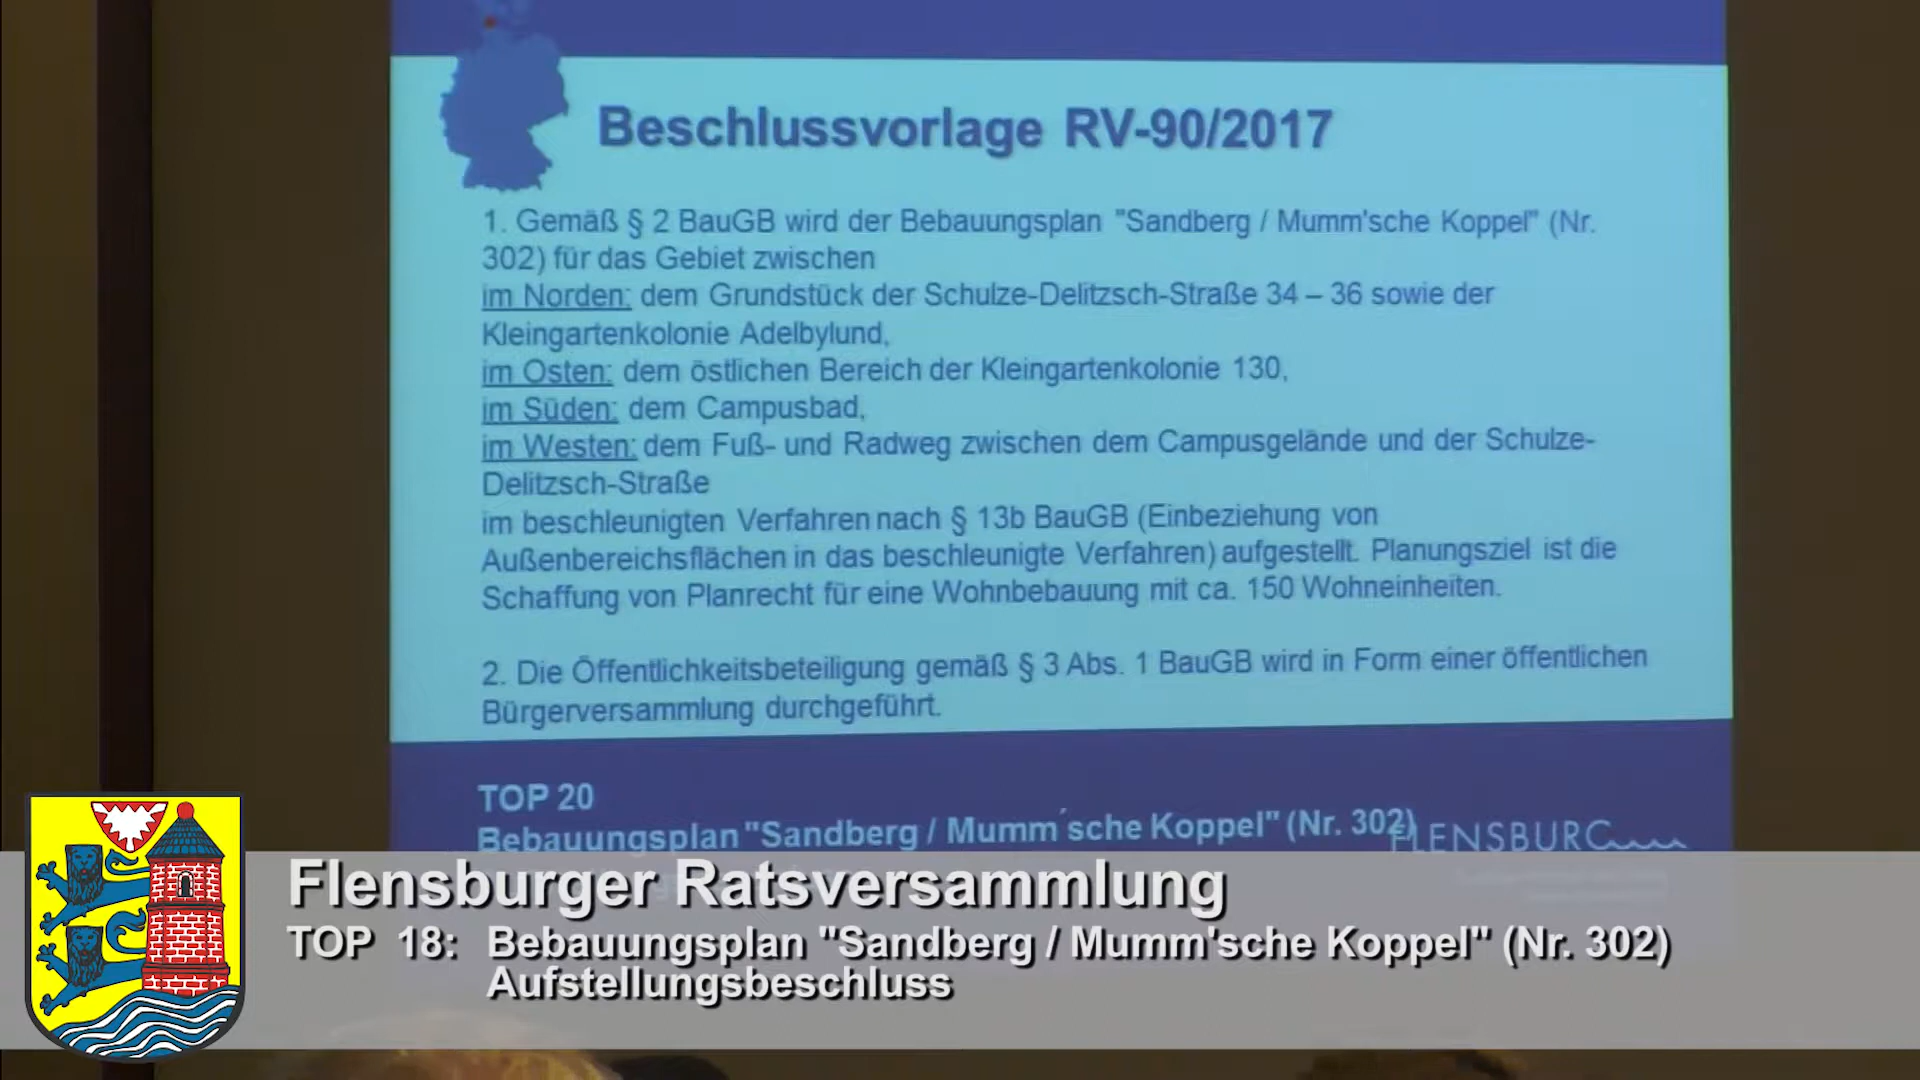 Beschlussvorlage RV-90/2017
1. Gemäß § 2 BauGB wird der Bebauungsplan "Sandberg / Mumm'sche Koppel" (Nr.
302) für das Gebiet zwischen
im Norden: dem Grundstück der Schulze-Delitzsch-Straße 34 – 36 sowie der
Kleingartenkolonie Adelbylund,
im Osten: dem östlichen Bereich der Kleingartenkolonie 130,
im Süden: dem Campusbad,
im Westen: dem Fuß- und Radweg zwischen dem Campusgelände und der Schulze-
Delitzsch-Straße
im beschleunigten Verfahren nach § 13b BauGB (Einbeziehung von
Außenbereichsflächen in das beschleunigte Verfahren) aufgestellt. Planungsziel ist die
Schaffung von Planrecht für eine Wohnbebauung mit ca. 150 Wohneinheiten.
2. Die Öffentlichkeitsbeteiligung gemäß § 3 Abs. 1 BauGB wird in Form einer öffentlichen
Bürgerversammlung durchgeführt.
TOP 20
Bebauungsplan "Sandberg / Mumm´sche Koppel" (Nr. 302)
FLENSBURG
Flensburger Ratsversammlung
TOP 18: Bebauungsplan "Sandberg / Mumm'sche Koppel" (Nr. 302)
Aufstellungsbeschluss